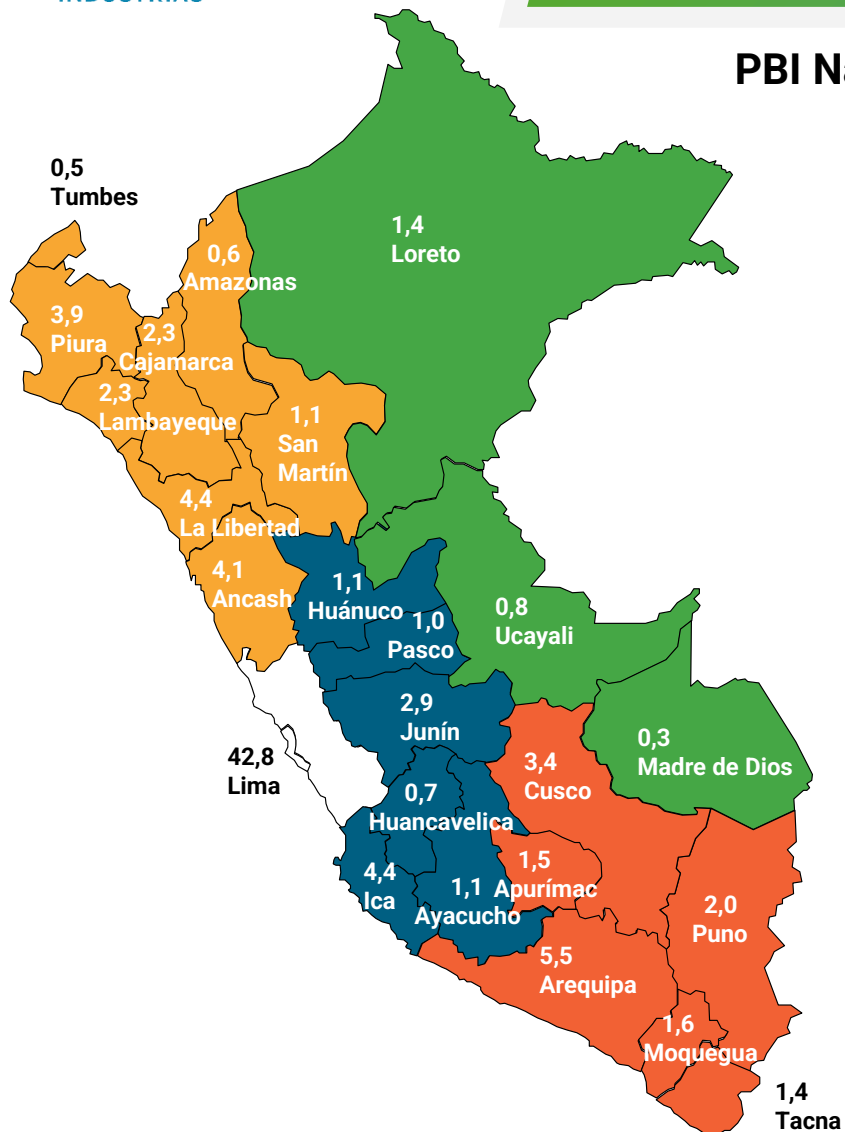 INDUSTRIAS
PBI Na
0,5
Tumbes
1,4
Loreto
0,6
Amazonas
3,9
Piura
2,3
Cajamarca
2,3
Lambayeque
1,1
San
Martín
4,4
La Libertad
4,1
Ancash
1,1
Huánuco
1,0
Pasco
0,8
Ucayali
2,9
Junín
0,3
Madre de Dios
42,8
Lima
3,4
Cusco
0,7
Huancavelica
4,4
Ica
1,1
Ayacucho
1,5
Apurímac
2,0
Puno
5,5
Arequipa
1,6
Moquegua
1,4
Tacna